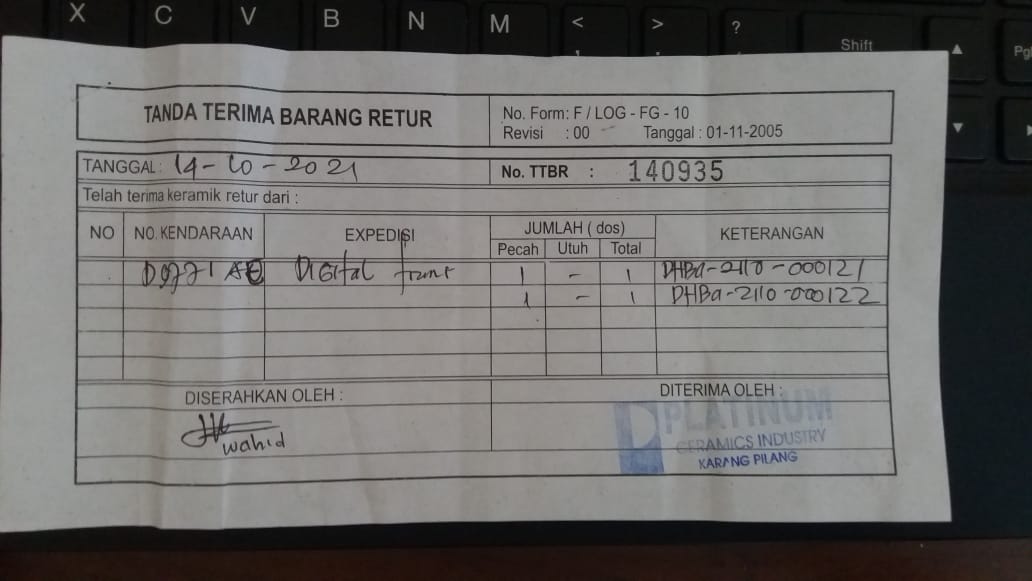 X C V B N M < > ?
, . Shift
Pg
TANDA TERIMA BARANG RETUR
No. Form: F / LOG - FG - 10
Revisi : 00 Tanggal : 01-11-2005
TANGGAL: 14-10-2021
No. TTBR : 140935
Telah terima keramik retur dari :
NO NO. KENDARAAN EXPEDISI JUMLAH ( dos) KETERANGAN
Pecah Utuh Total
Digital 1 - 1 DHBa-2110-000121
1 - 1 DHBa-2110-000122
DISERAHKAN OLEH : DITERIMA OLEH :
wahid
PLATINUM
CERAMICS INDUSTRY
KARANG PILANG